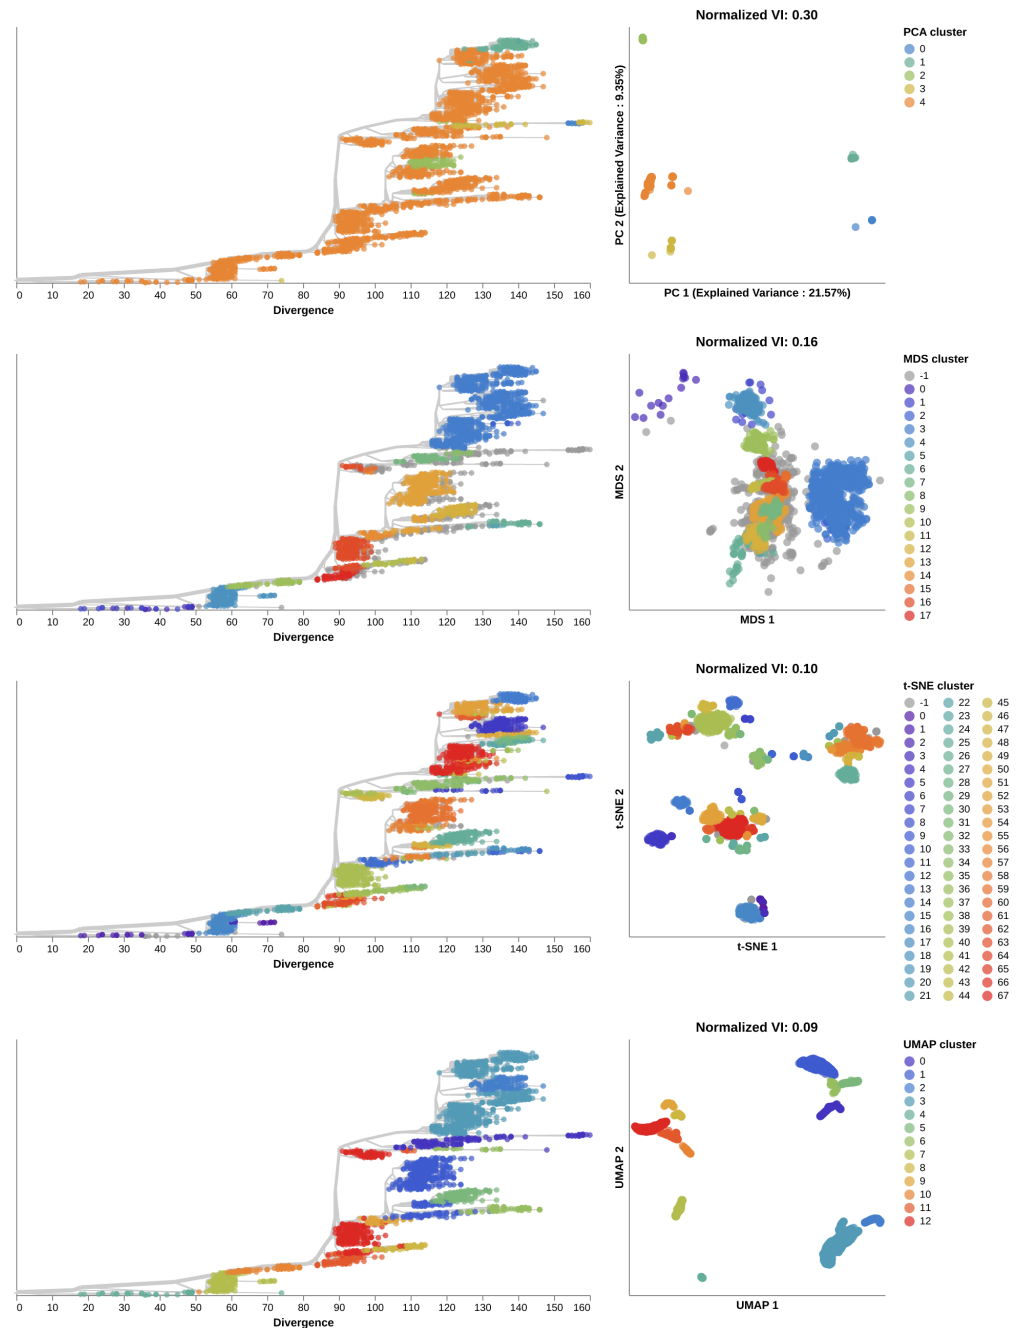 Normalized VI: 0.30
PCA cluster
0
1
2
3
4
PC 2 (Explained Variance : 9.35%)
PC 1 (Explained Variance : 21.57%)
0 10 20 30 40 50 60 70 80 90 100 110 120 130 140 150 160
Divergence
Normalized VI: 0.16
MDS cluster
-1
0
1
2
3
4
5
6
7
8
9
10
11
12
13
14
15
16
17
MDS 2
MDS 1
0 10 20 30 40 50 60 70 80 90 100 110 120 130 140 150 160
Divergence
Normalized VI: 0.10
t-SNE cluster
-1 22 45
0 23 46
1 24 47
2 25 48
3 26 49
4 27 50
5 28 51
6 29 52
7 30 53
8 31 54
9 32 55
10 33 56
11 34 57
12 35 58
13 36 59
14 37 60
15 38 61
16 39 62
17 40 63
18 41 64
19 42 65
20 43 66
21 44 67
t-SNE 2
t-SNE 1
0 10 20 30 40 50 60 70 80 90 100 110 120 130 140 150 160
Divergence
Normalized VI: 0.09
UMAP cluster
0
1
2
3
4
5
6
7
8
9
10
11
12
UMAP 2
UMAP 1
0 10 20 30 40 50 60 70 80 90 100 110 120 130 140 150 160
Divergence